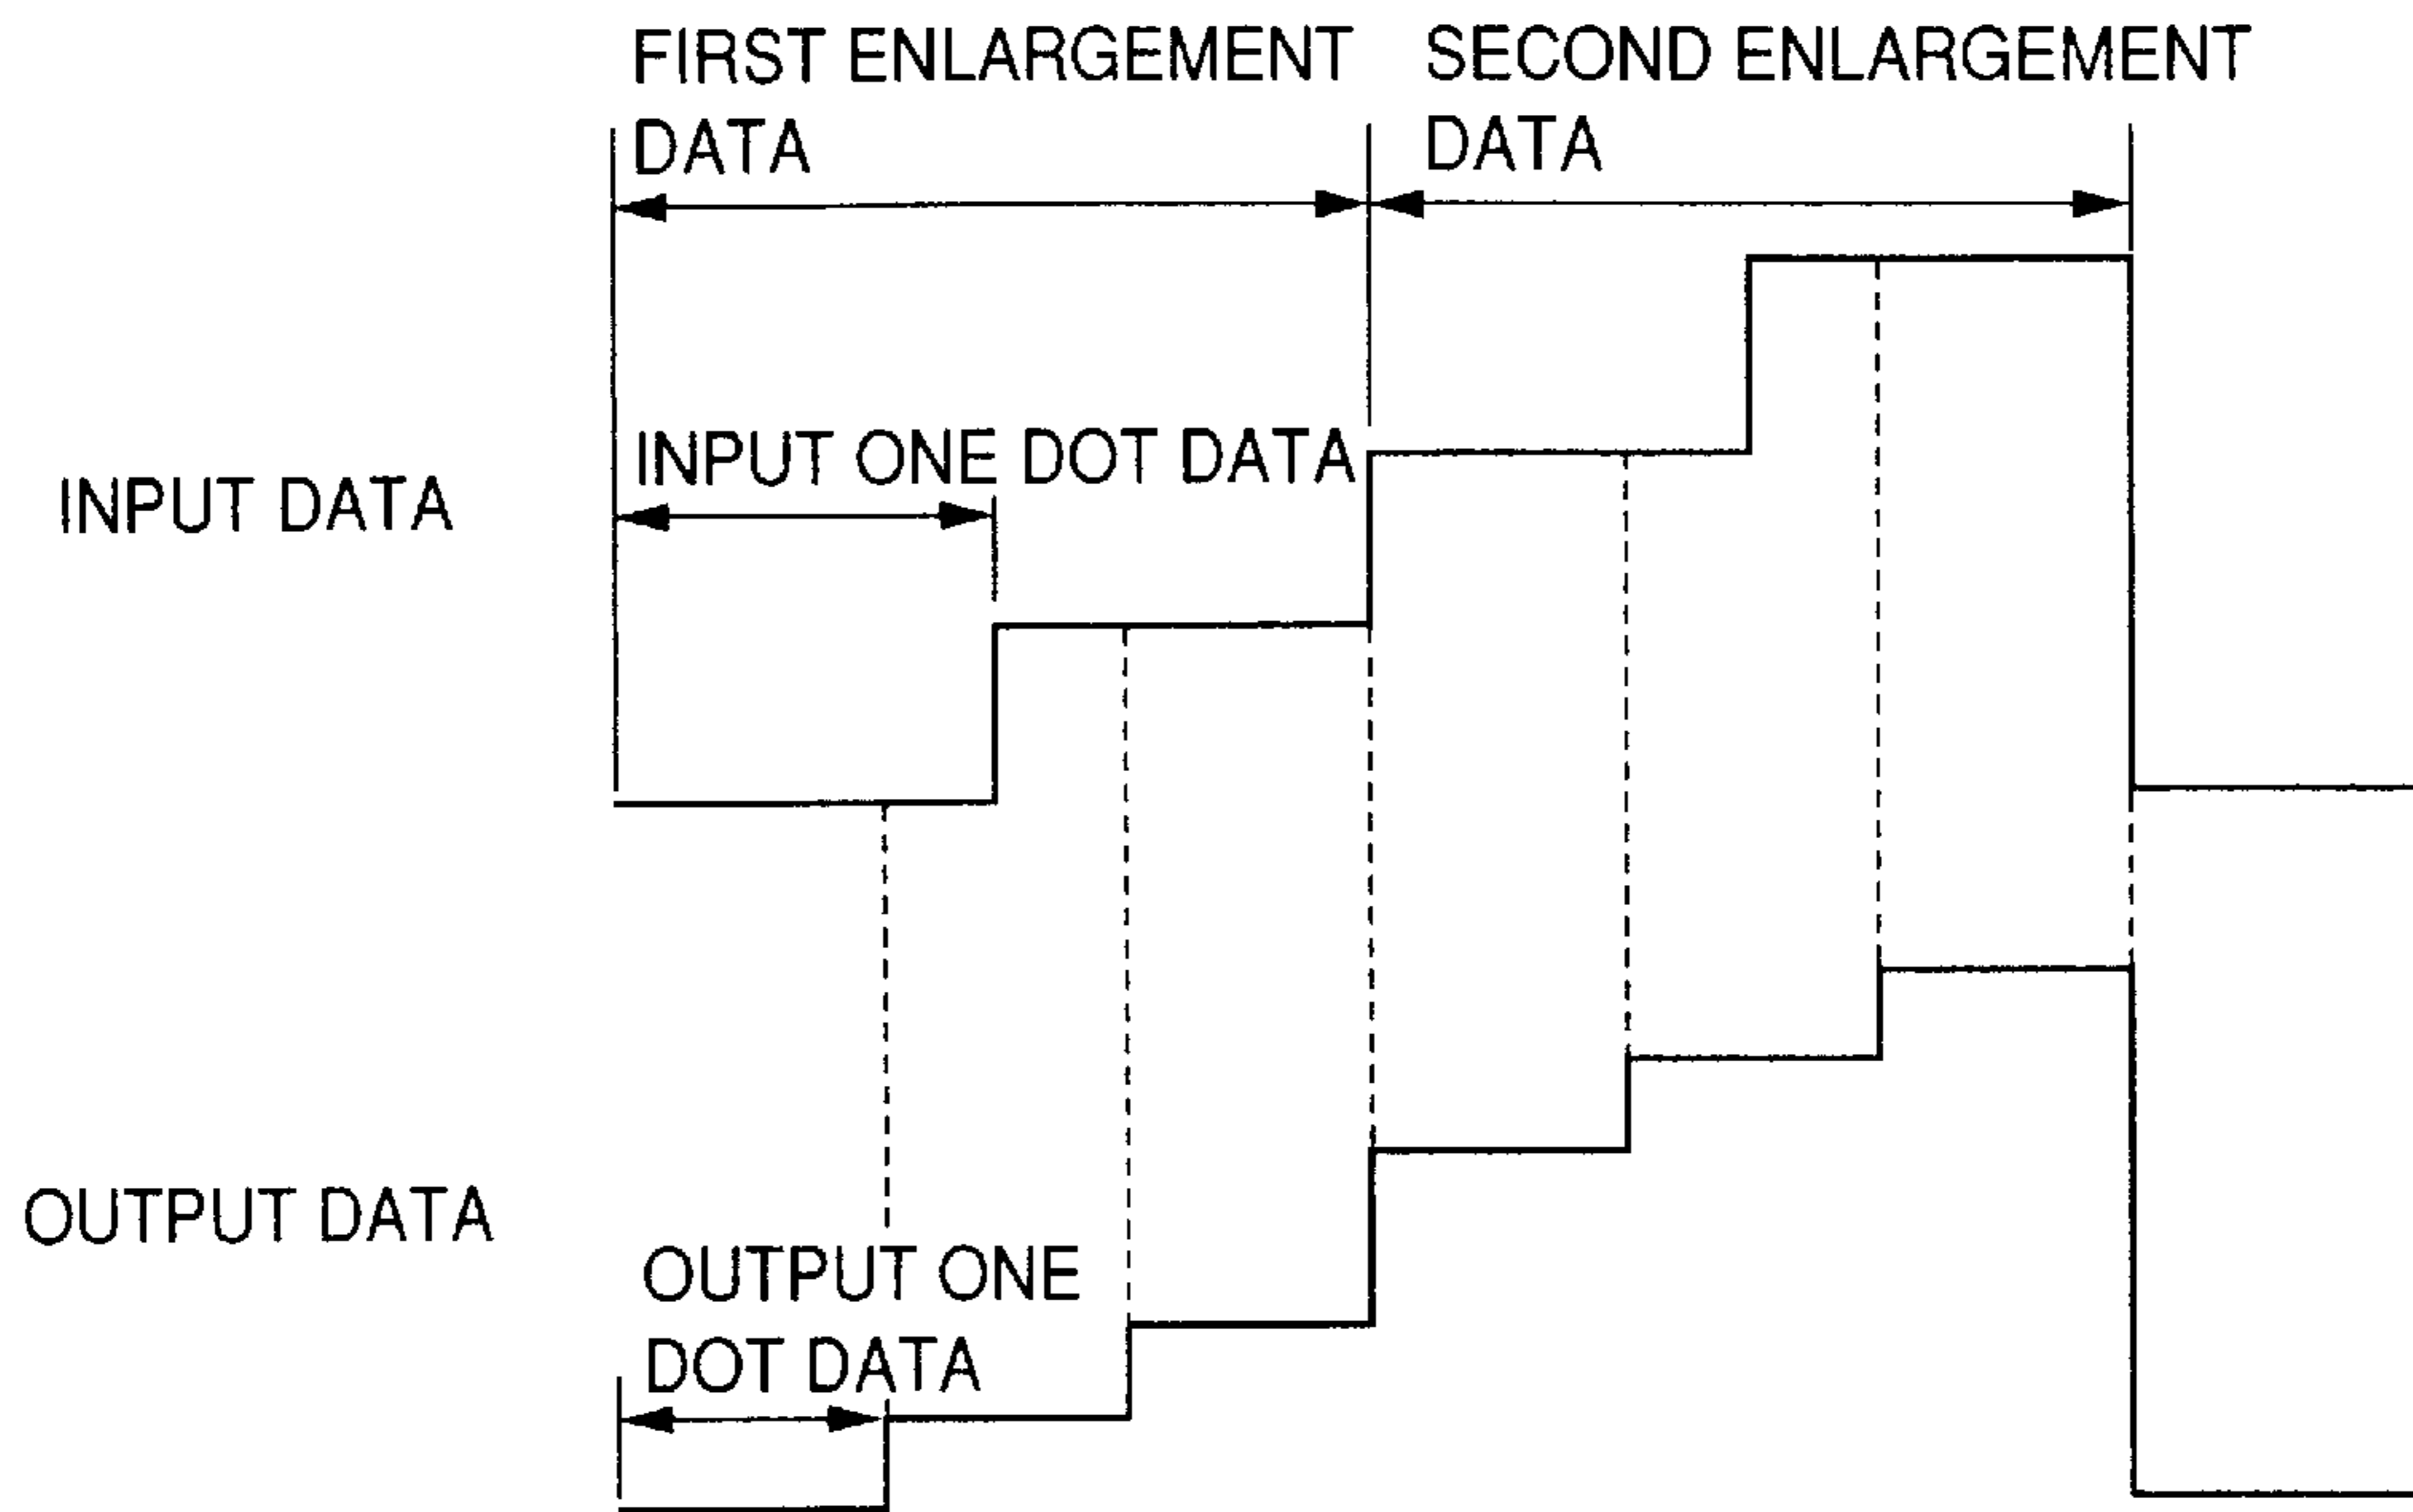 FIRST ENLARGEMENT
DATA
SECOND ENLARGEMENT
DATA
INPUT ONE DOT DATA
INPUT DATA
OUTPUT DATA
OUTPUT ONE
DOT DATA